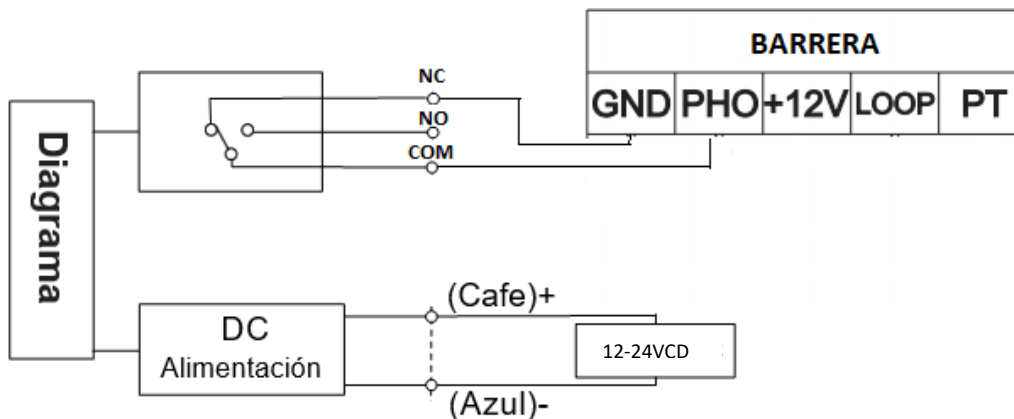 BARRERA
GND PHO +12V LOOP PT
NC
NO
COM
Diagrama
DC
Alimentación
(Cafe)+
12-24VCD
(Azul)-